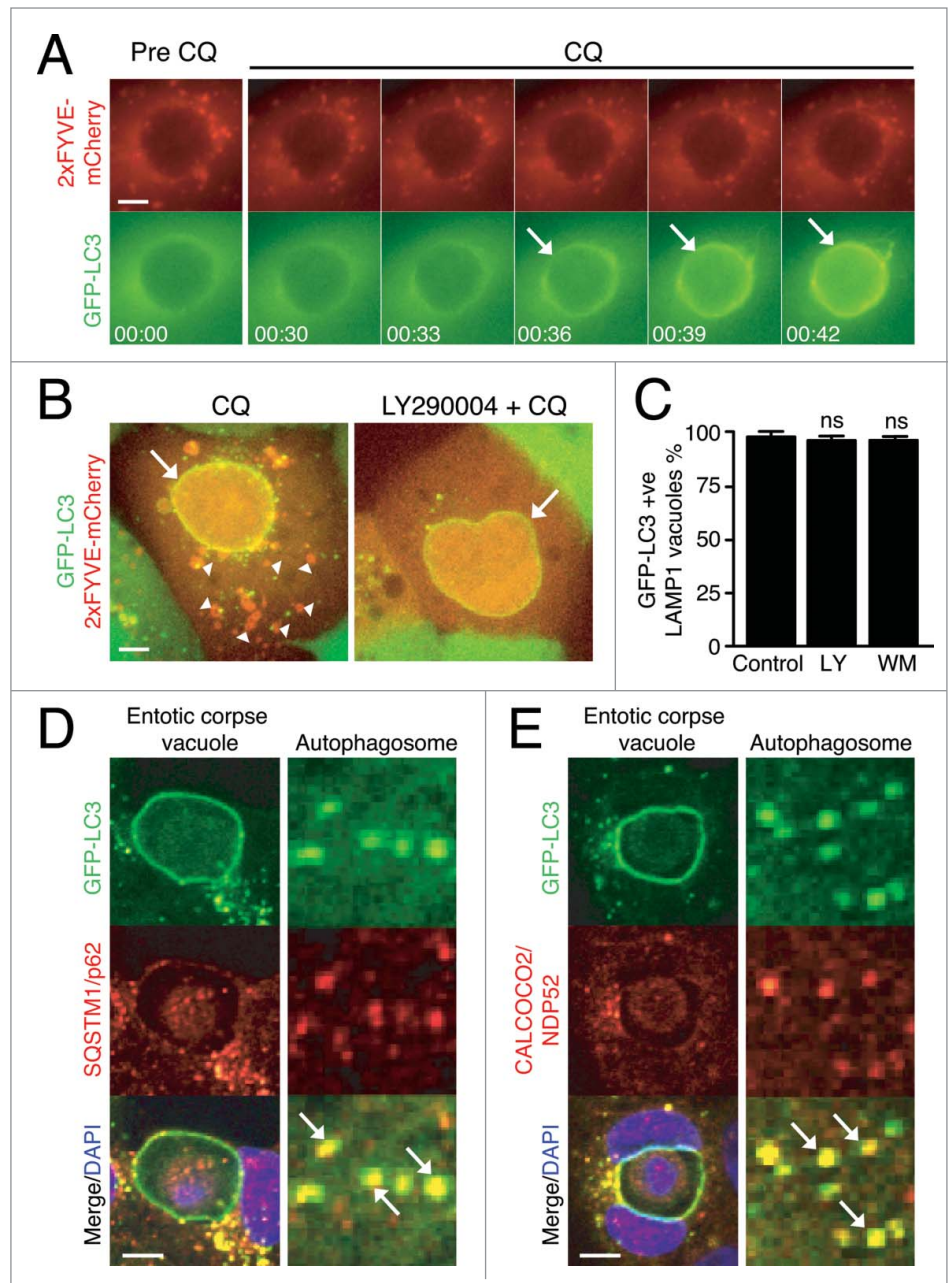 A
Pre CQ
CQ
2xFYVE-
mCherry
GFP-LC3
00:00
00:30
00:33
00:36
00:39
00:42
B
CQ
LY290004 + CQ
GFP-LC3
2xFYVE-mCherry
C
GFP-LC3 +ve
LAMP1 vacuoles %
100
75
50
25
0
ns
ns
Control
LY
WM
D
Entotic corpse
vacuole
Autophagosome
GFP-LC3
SQSTM1/p62
Merge/DAPI
E
Entotic corpse
vacuole
Autophagosome
GFP-LC3
CALCOCO2/
NDP52
Merge/DAPI